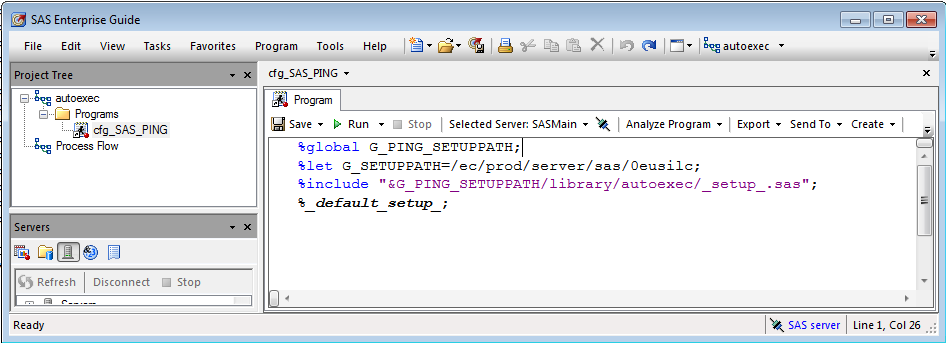 SAS Enterprise Guide
File Edit View Tasks Favorites Program Tools Help autoexec
Project Tree
autoexec
Programs
cfg_SAS_PING
Process Flow
Servers
Refresh Disconnect Stop
Servers
cfg_SAS_PING
Program
Save Run Stop Selected Server: SASMain Analyze Program Export Send To Create
%global G_PING_SETUPPATH;
%let G_SETUPPATH=/ec/prod/server/sas/0eusilc;
%include "&G_PING_SETUPPATH/library/autoexec/_setup_.sas";
%_default_setup_;
Ready SAS server Line 1, Col 26